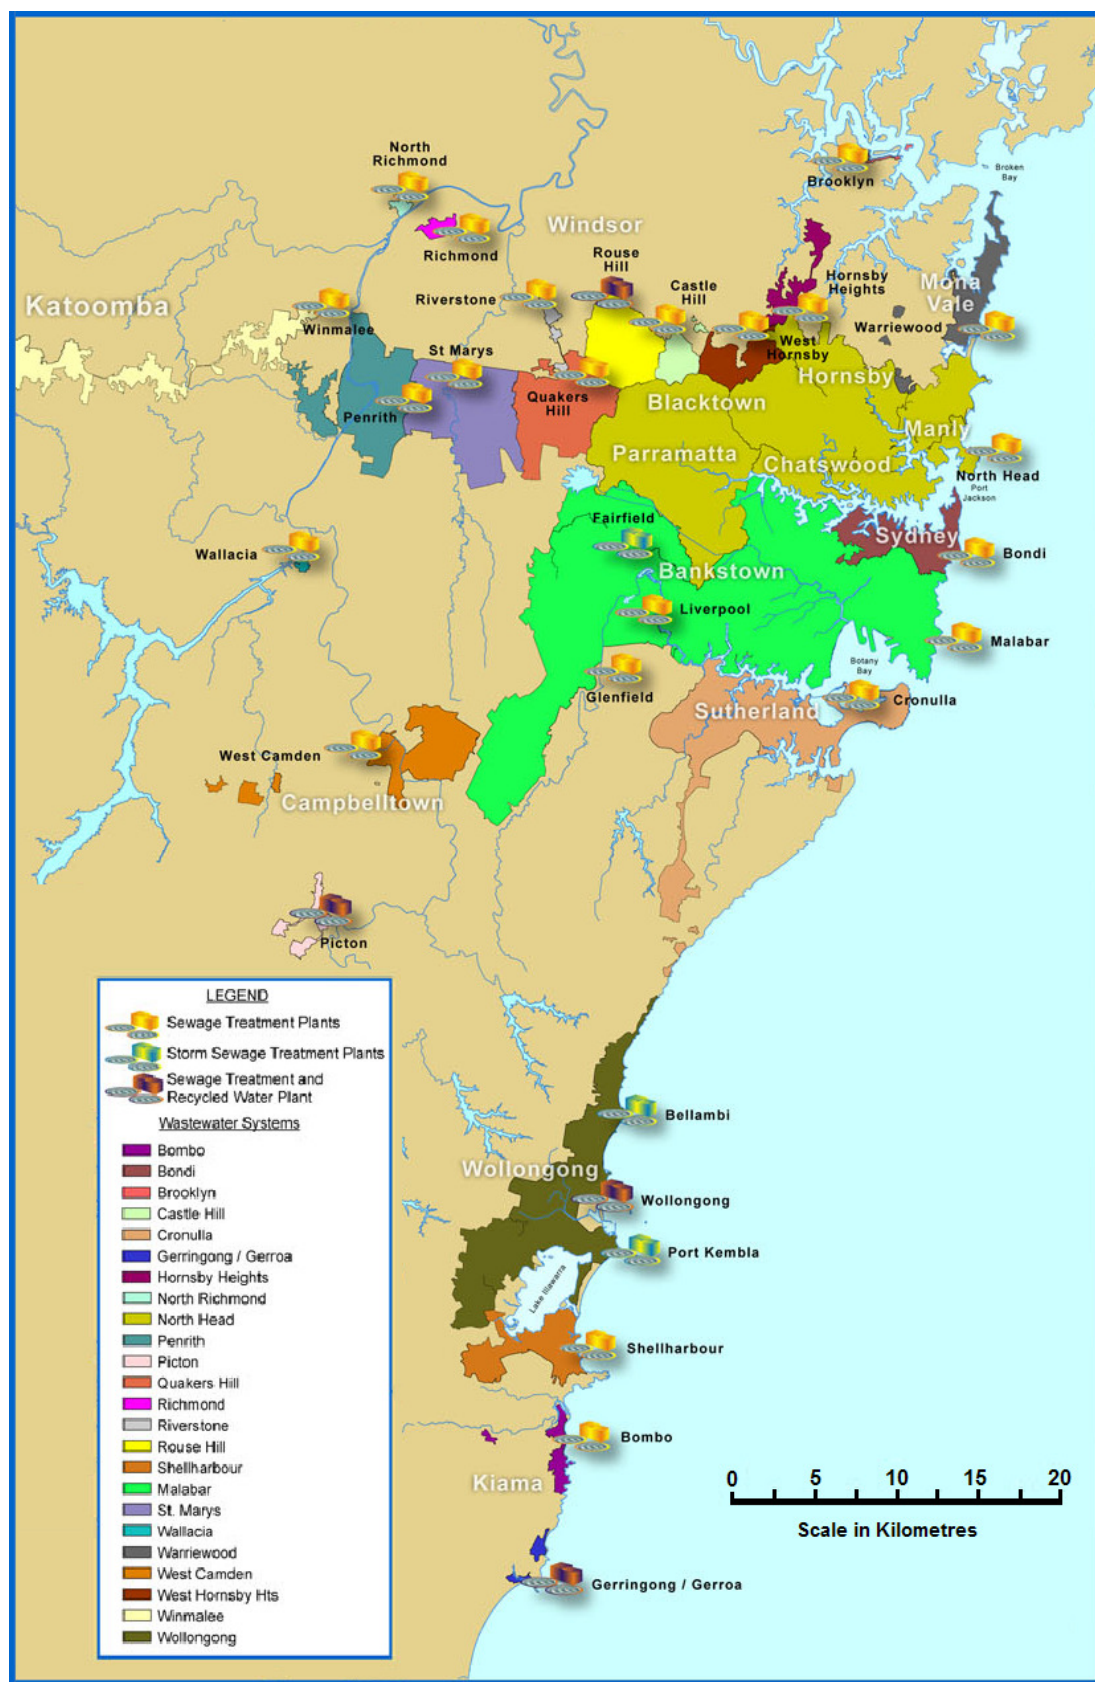 North
Richmond
Brooklyn
Broken
Bay
Richmond
Windsor
Rouse
Hill
Riverstone
Castle
Hill
Hornsby
Heights
Mona
Vale
Katoomba
Winmalee
Warriewood
St Marys
West
Hornsby
Hornsby
Penrith
Quakers
Hill
Blacktown
Manly
Parramatta
Chatswood
North Head
Port
Jackson
Fairfield
Sydney
Wallacia
Bondi
Bankstown
Liverpool
Malabar
Botany
Bay
Glenfield
Cronulla
Sutherland
West Camden
Campbelltown
Picton
LEGEND
Sewage Treatment Plants
Storm Sewage Treatment Plants
Sewage Treatment and
Recycled Water Plant
Wastewater Systems
Bombo
Bondi
Brooklyn
Castle Hill
Cronulla
Gerringong / Gerroa
Hornsby Heights
North Richmond
North Head
Penrith
Picton
Quakers Hill
Richmond
Riverstone
Rouse Hill
Shellharbour
Malabar
St. Marys
Wallacia
Warriewood
West Camden
West Hornsby Hts
Winmalee
Wollongong
Bellambi
Wollongong
Wollongong
Port Kembla
Lake Illawarra
Shellharbour
Bombo
Kiama
Gerringong / Gerroa
0 5 10 15 20
Scale in Kilometres